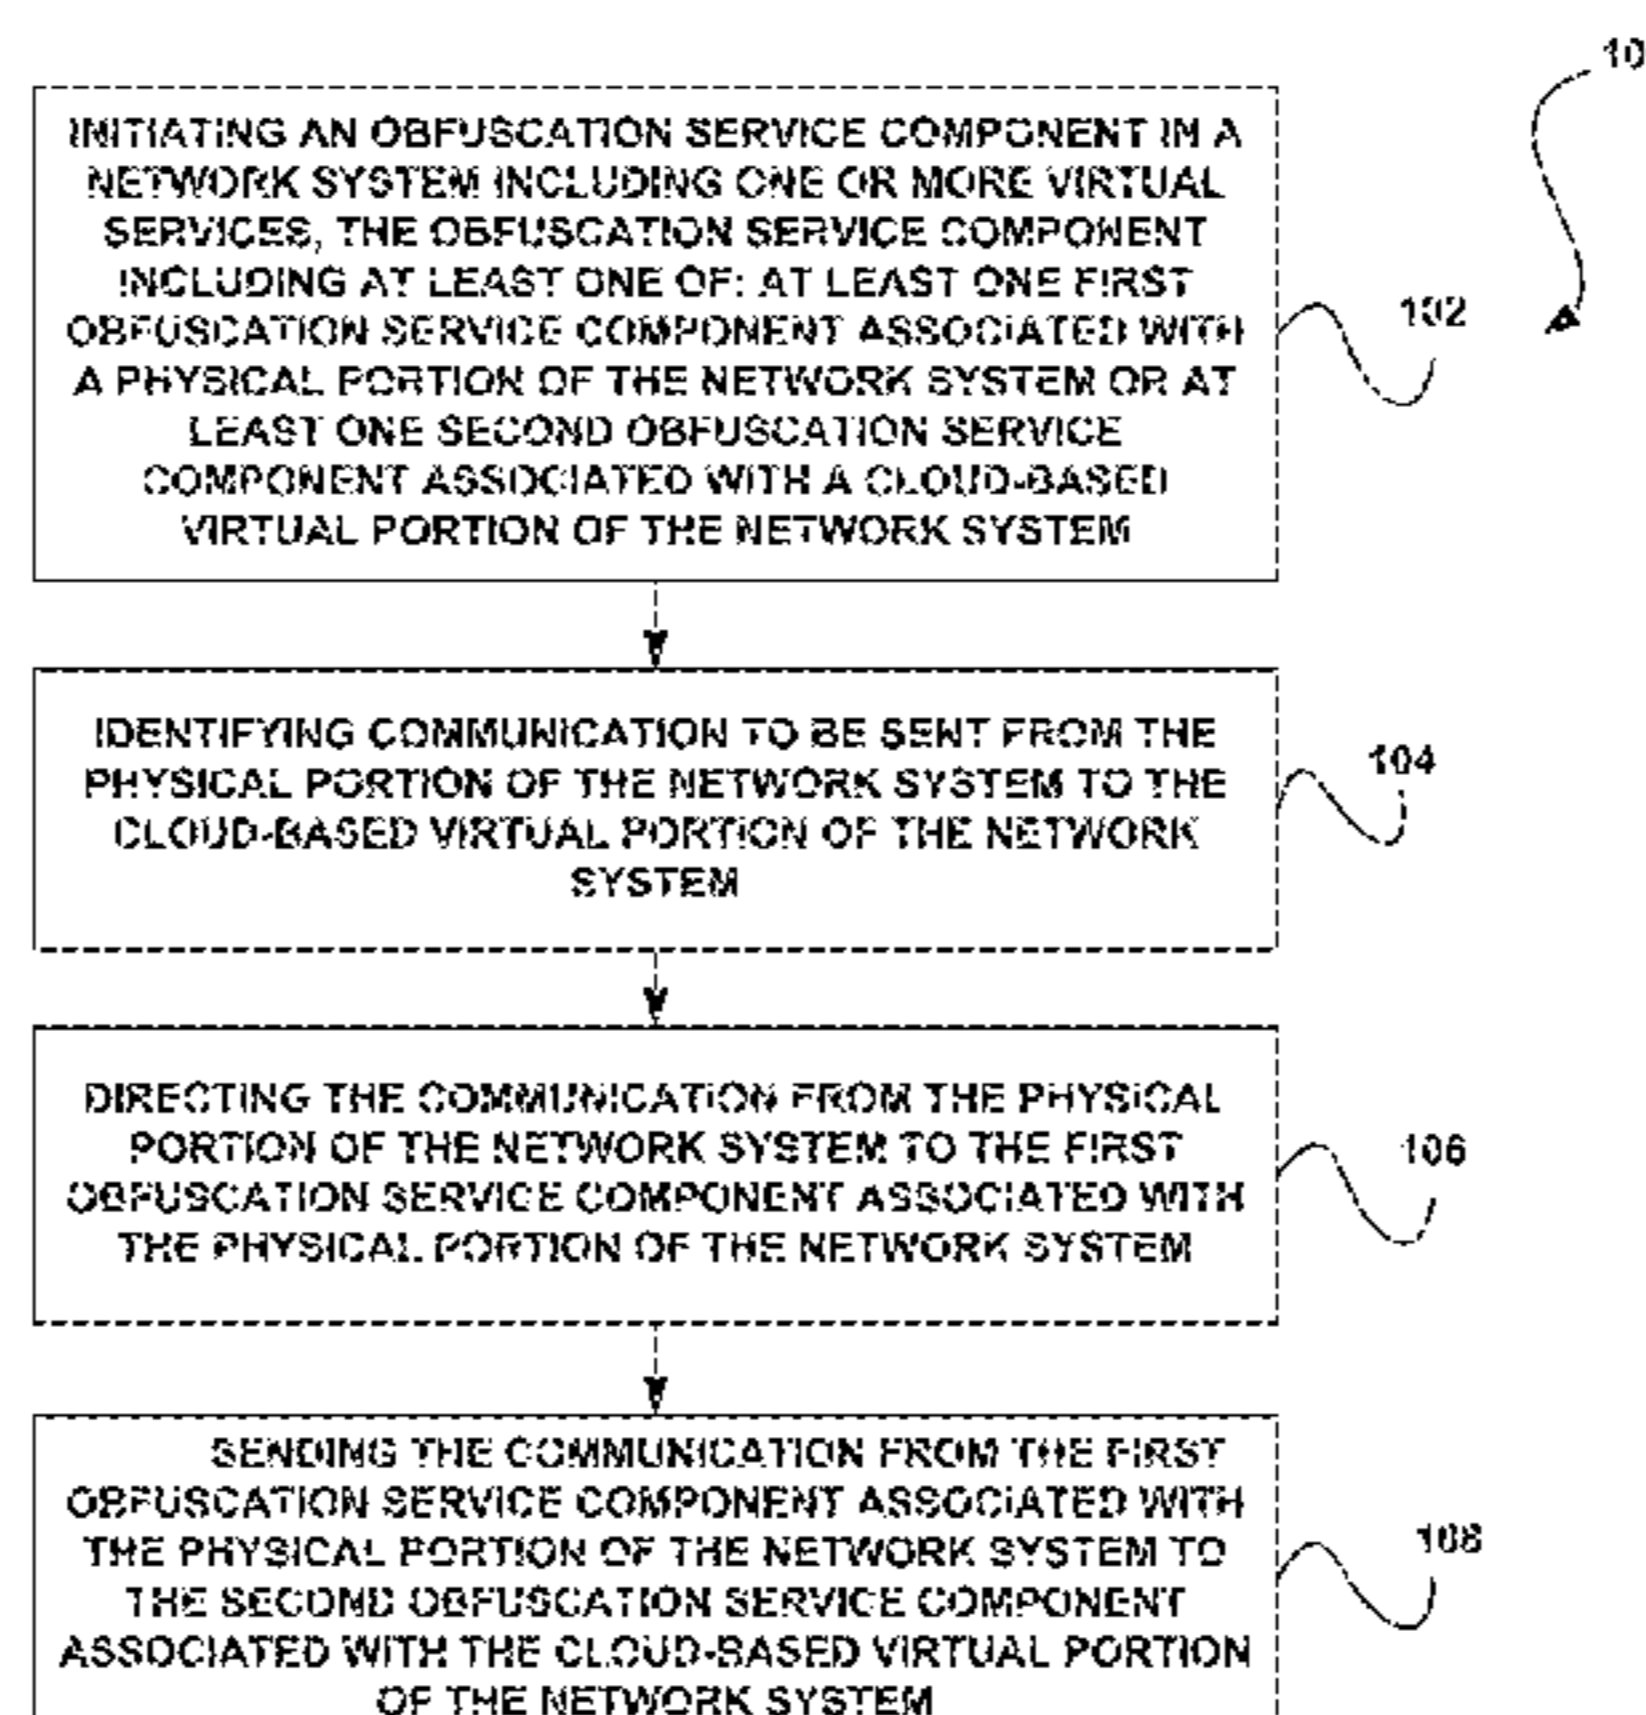 10
INITIATING AN OBFUSCATION SERVICE COMPONENT IN A
NETWORK SYSTEM INCLUDING ONE OR MORE VIRTUAL
SERVICES, THE OBFUSCATION SERVICE COMPONENT
INCLUDING AT LEAST ONE OF: AT LEAST ONE FIRST
OBFUSCATION SERVICE COMPONENT ASSOCIATED WITH
A PHYSICAL PORTION OF THE NETWORK SYSTEM OR AT
LEAST ONE SECOND OBFUSCATION SERVICE
COMPONENT ASSOCIATED WITH A CLOUD-BASED
VIRTUAL PORTION OF THE NETWORK SYSTEM
102
IDENTIFYING COMMUNICATION TO BE SENT FROM THE
PHYSICAL PORTION OF THE NETWORK SYSTEM TO THE
CLOUD-BASED VIRTUAL PORTION OF THE NETWORK
SYSTEM
104
DIRECTING THE COMMUNICATION FROM THE PHYSICAL
PORTION OF THE NETWORK SYSTEM TO THE FIRST
OBFUSCATION SERVICE COMPONENT ASSOCIATED WITH
THE PHYSICAL PORTION OF THE NETWORK SYSTEM
106
SENDING THE COMMUNICATION FROM THE FIRST
OBFUSCATION SERVICE COMPONENT ASSOCIATED WITH
THE PHYSICAL PORTION OF THE NETWORK SYSTEM TO
THE SECOND OBFUSCATION SERVICE COMPONENT
ASSOCIATED WITH THE CLOUD-BASED VIRTUAL PORTION
OF THE NETWORK SYSTEM
108